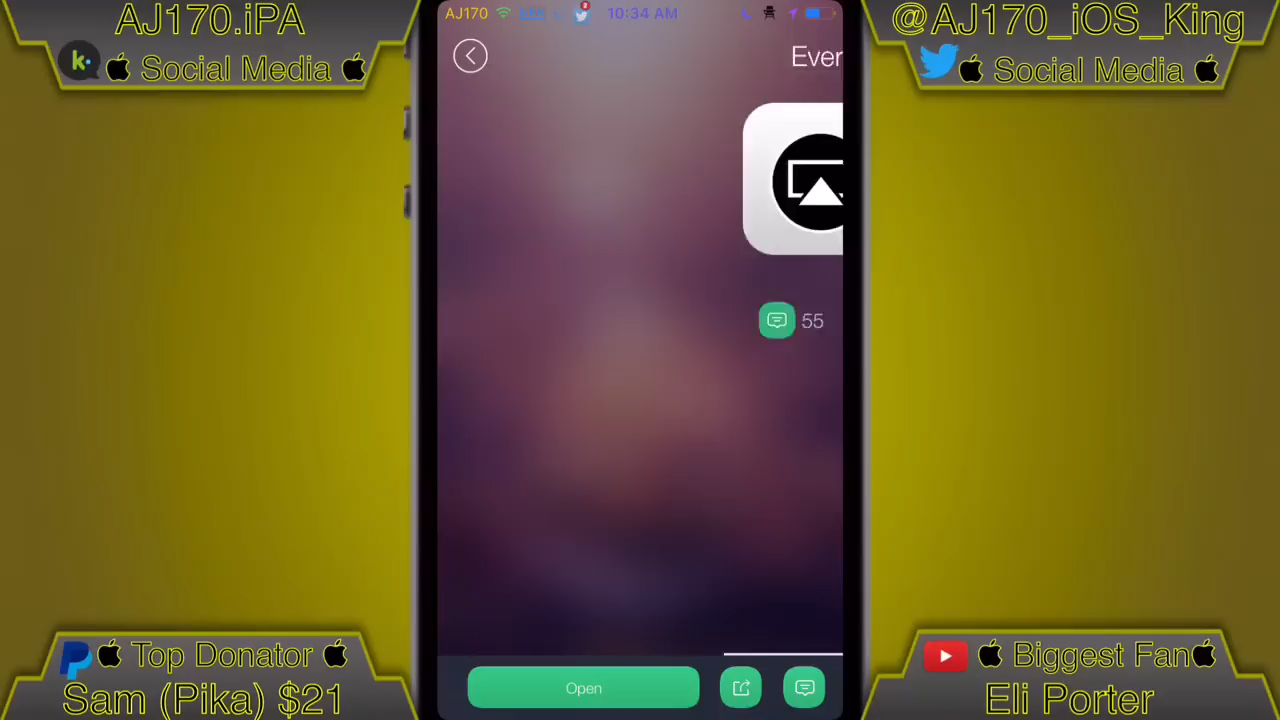 AJ170.iPA
Social Media
AJ170
10:34 AM
@AJ170_iOS_King
Social Media
Ever
55
Open
Top Donator
Sam (Pika) $21
Biggest Fan
Eli Porter